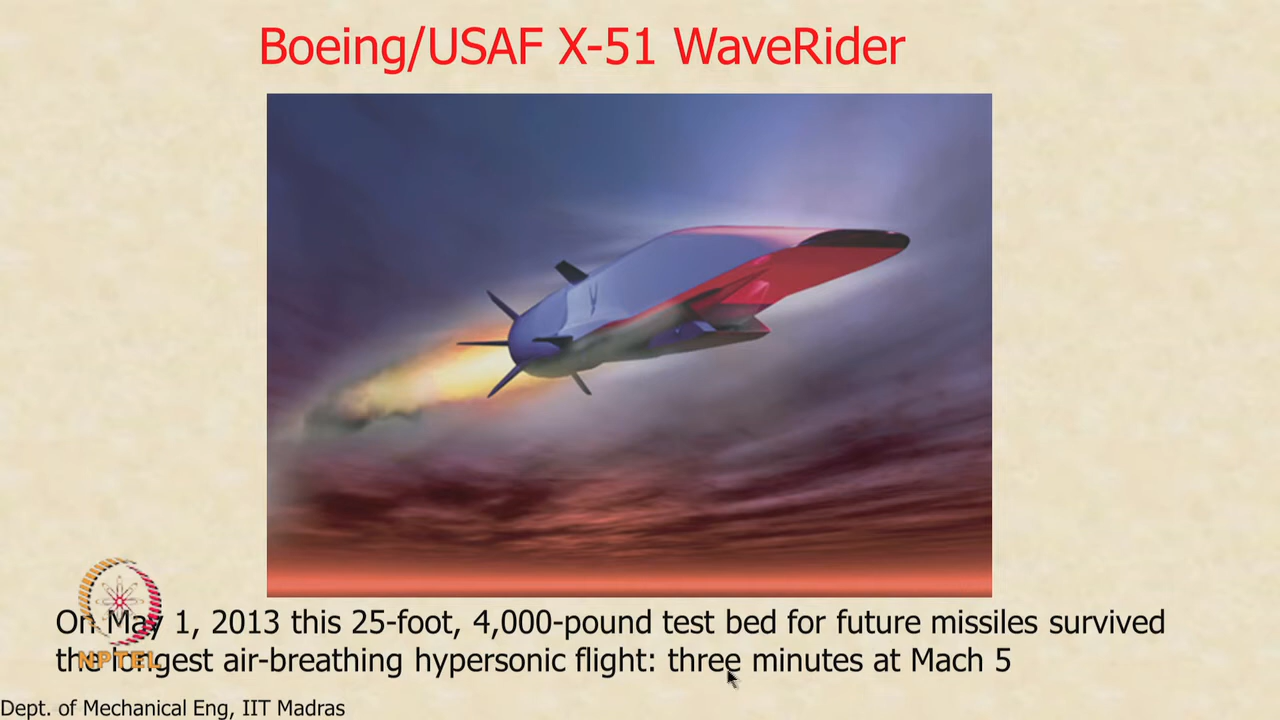 Boeing/USAF X-51 WaveRider
On May 1, 2013 this 25-foot, 4,000-pound test bed for future missiles survived
the longest air-breathing hypersonic flight: three minutes at Mach 5
NPTEL
Dept. of Mechanical Eng, IIT Madras